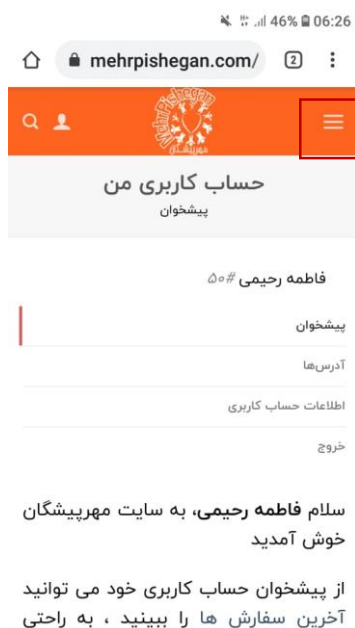 46% 06:26
mehrpishegan.com/ 2
MehrPishegan
مهرپیشگان
حساب کاربری من
پیشخوان
فاطمه رحیمی #۵۰
پیشخوان
آدرس‌ها
اطلاعات حساب کاربری
خروج
سلام فاطمه رحیمی، به سایت مهرپیشگان
خوش آمدید
از پیشخوان حساب کاربری خود می توانید
آخرین سفارش ها را ببینید ، به راحتی